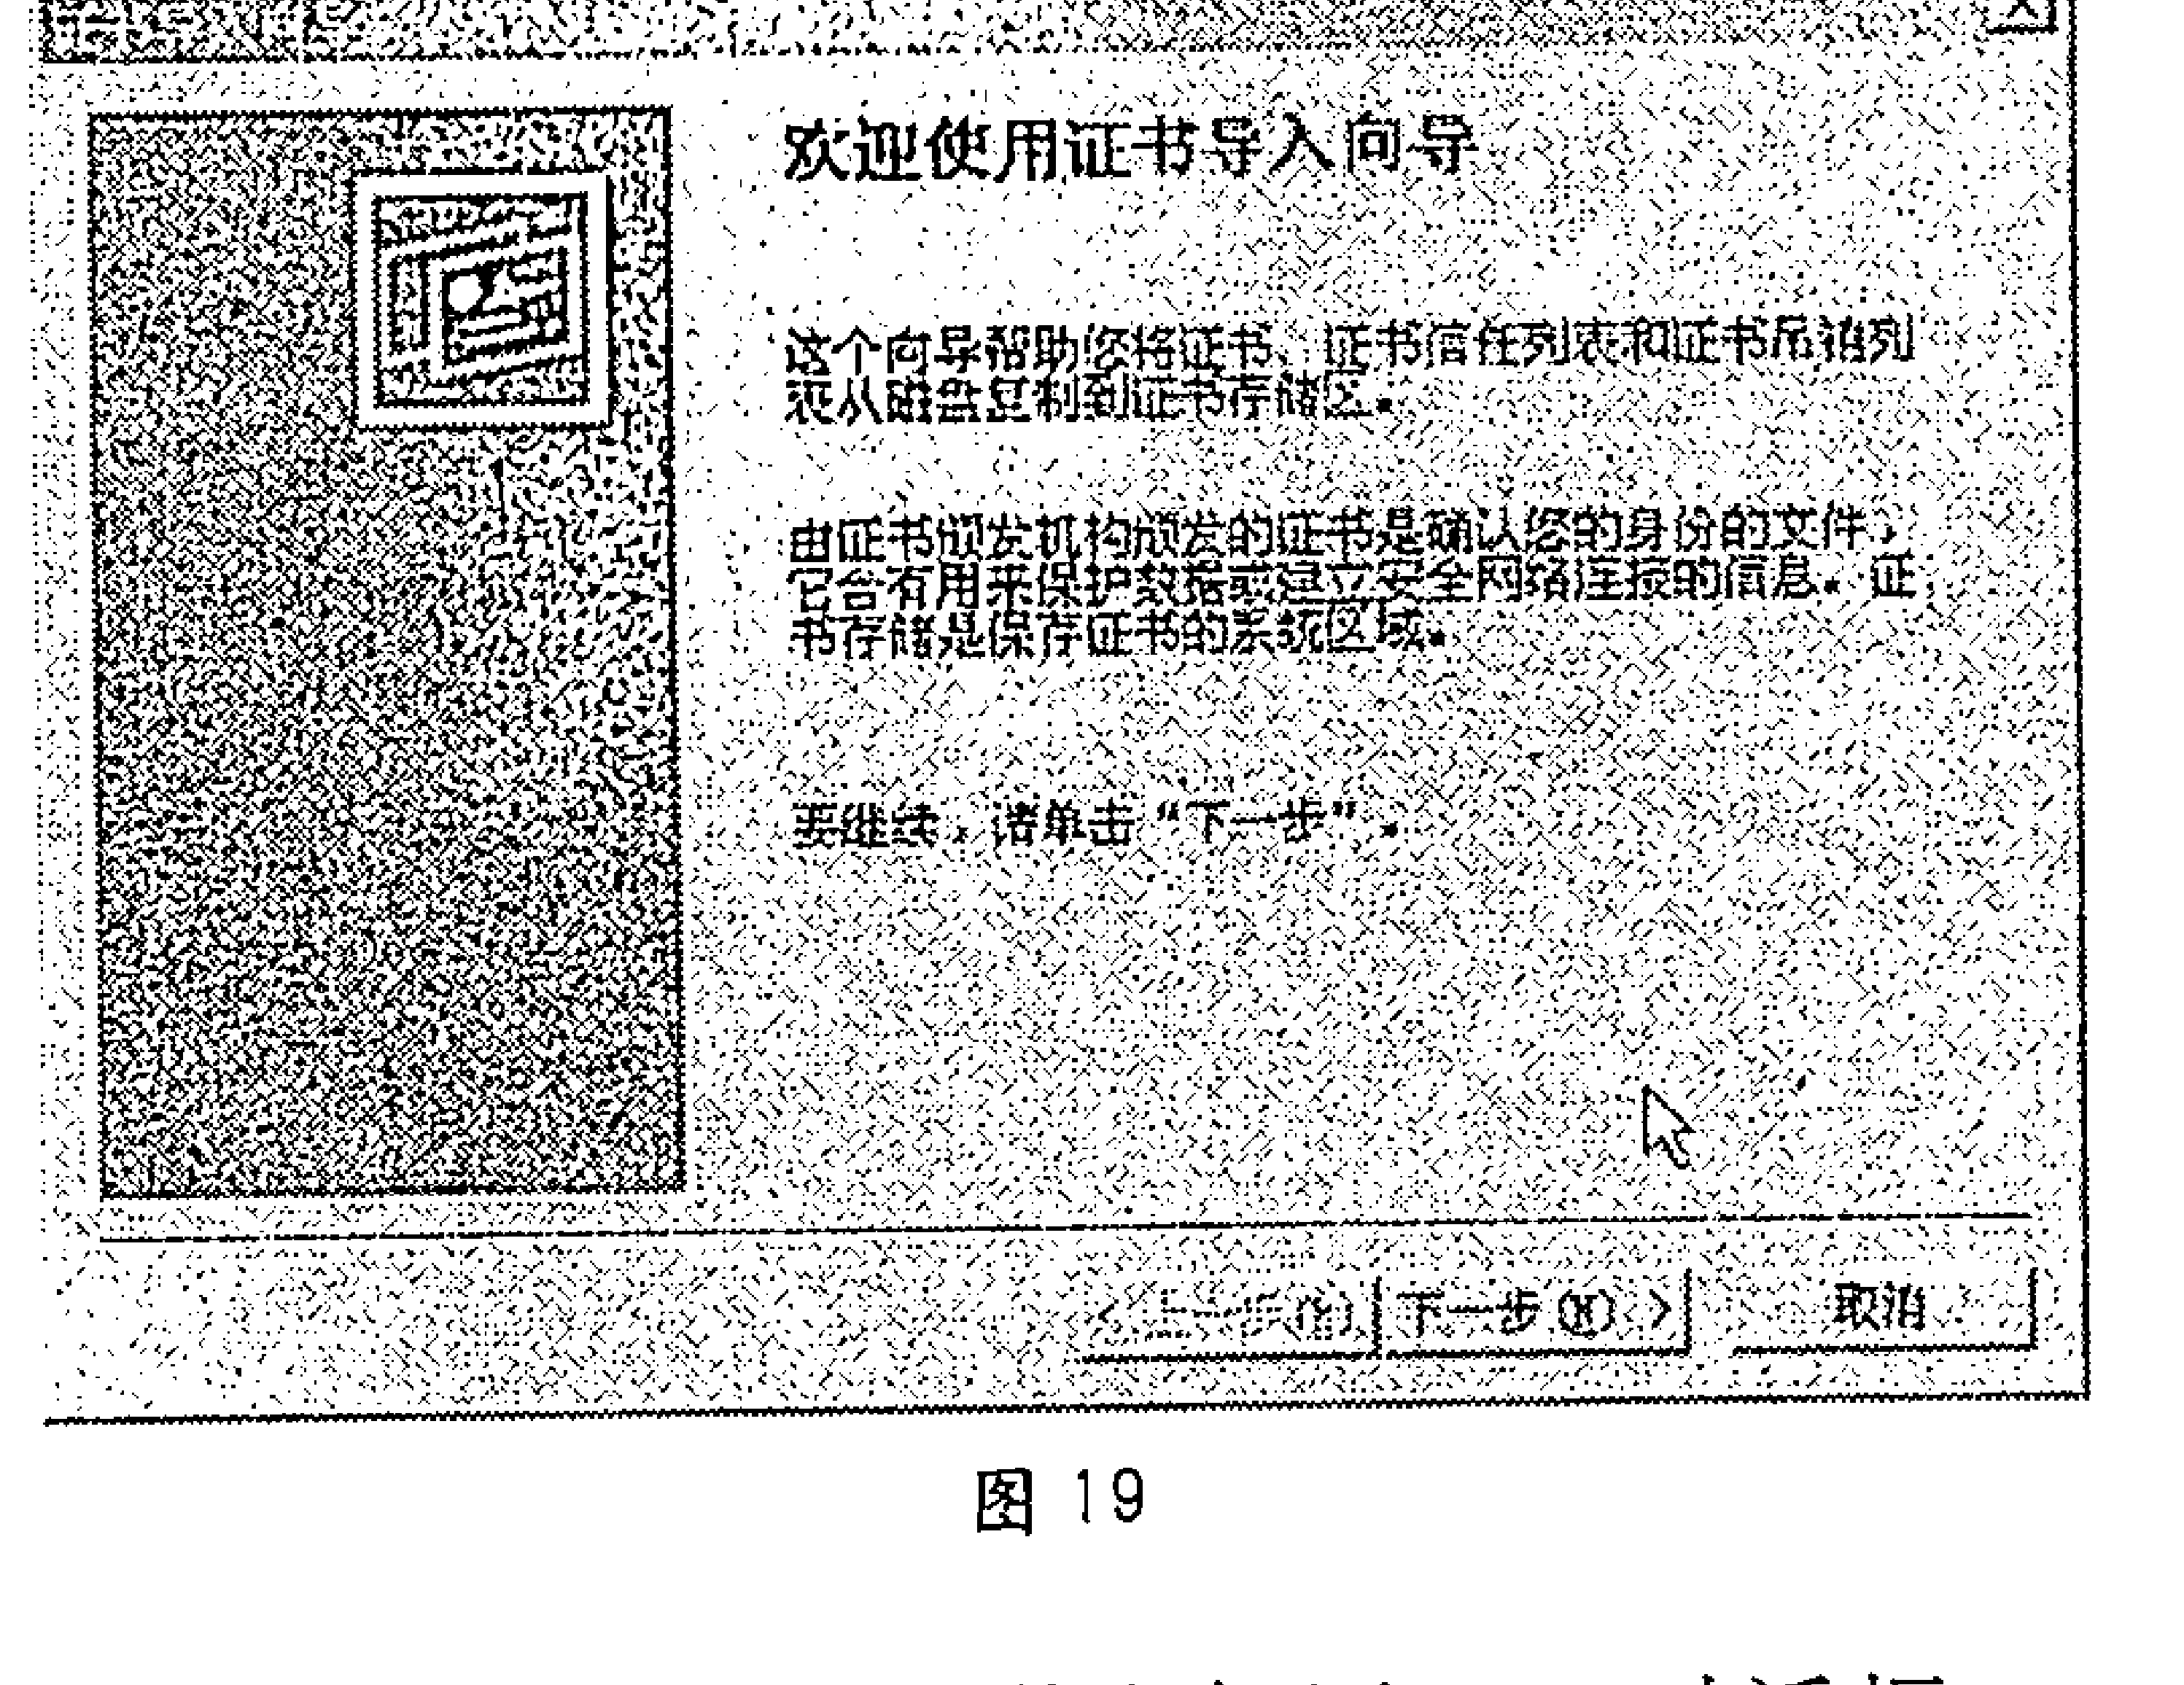 欢迎使用证书导入向导
这个向导帮助您将证书、证书信任列表和证书吊销列
表从磁盘复制到证书存储区。
由证书颁发机构颁发的证书是确认您的身份的文件，
它含有用来保护数据或建立安全网络连接的信息。证
书存储是保存证书的系统区域。
要继续，请单击“下一步”。
< 上一步(B) 下一步(N) > 取消
图 19